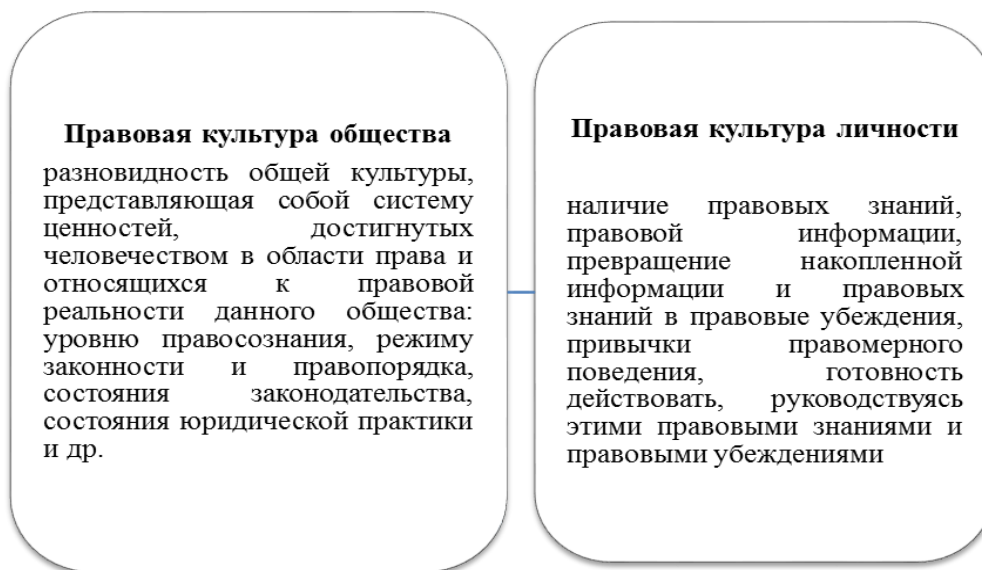 Правовая культура общества
разновидность общей культуры,
представляющая собой систему
ценностей, достигнутых
человечеством в области права и
относящихся к правовой
реальности данного общества:
уровню правосознания, режиму
законности и правопорядка,
состояния законодательства,
состояния юридической практики
и др.
Правовая культура личности
наличие правовых знаний,
правовой информации,
превращение накопленной
информации и правовых
знаний в правовые убеждения,
привычки правомерного
поведения, готовность
действовать, руководствуясь
этими правовыми знаниями и
правовыми убеждениями